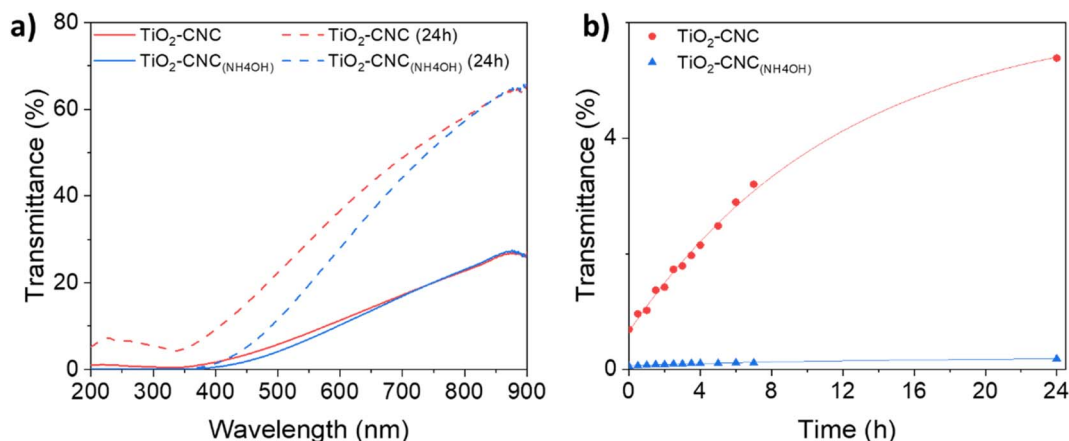 a)
TiO₂-CNC
TiO₂-CNC (24h)
TiO₂-CNC(NH4OH)
TiO₂-CNC(NH4OH) (24h)
Transmittance (%)
80
60
40
20
0
200 300 400 500 600 700 800 900
Wavelength (nm)
b)
TiO₂-CNC
TiO₂-CNC(NH4OH)
Transmittance (%)
4
0
0 4 8 12 16 20 24
Time (h)